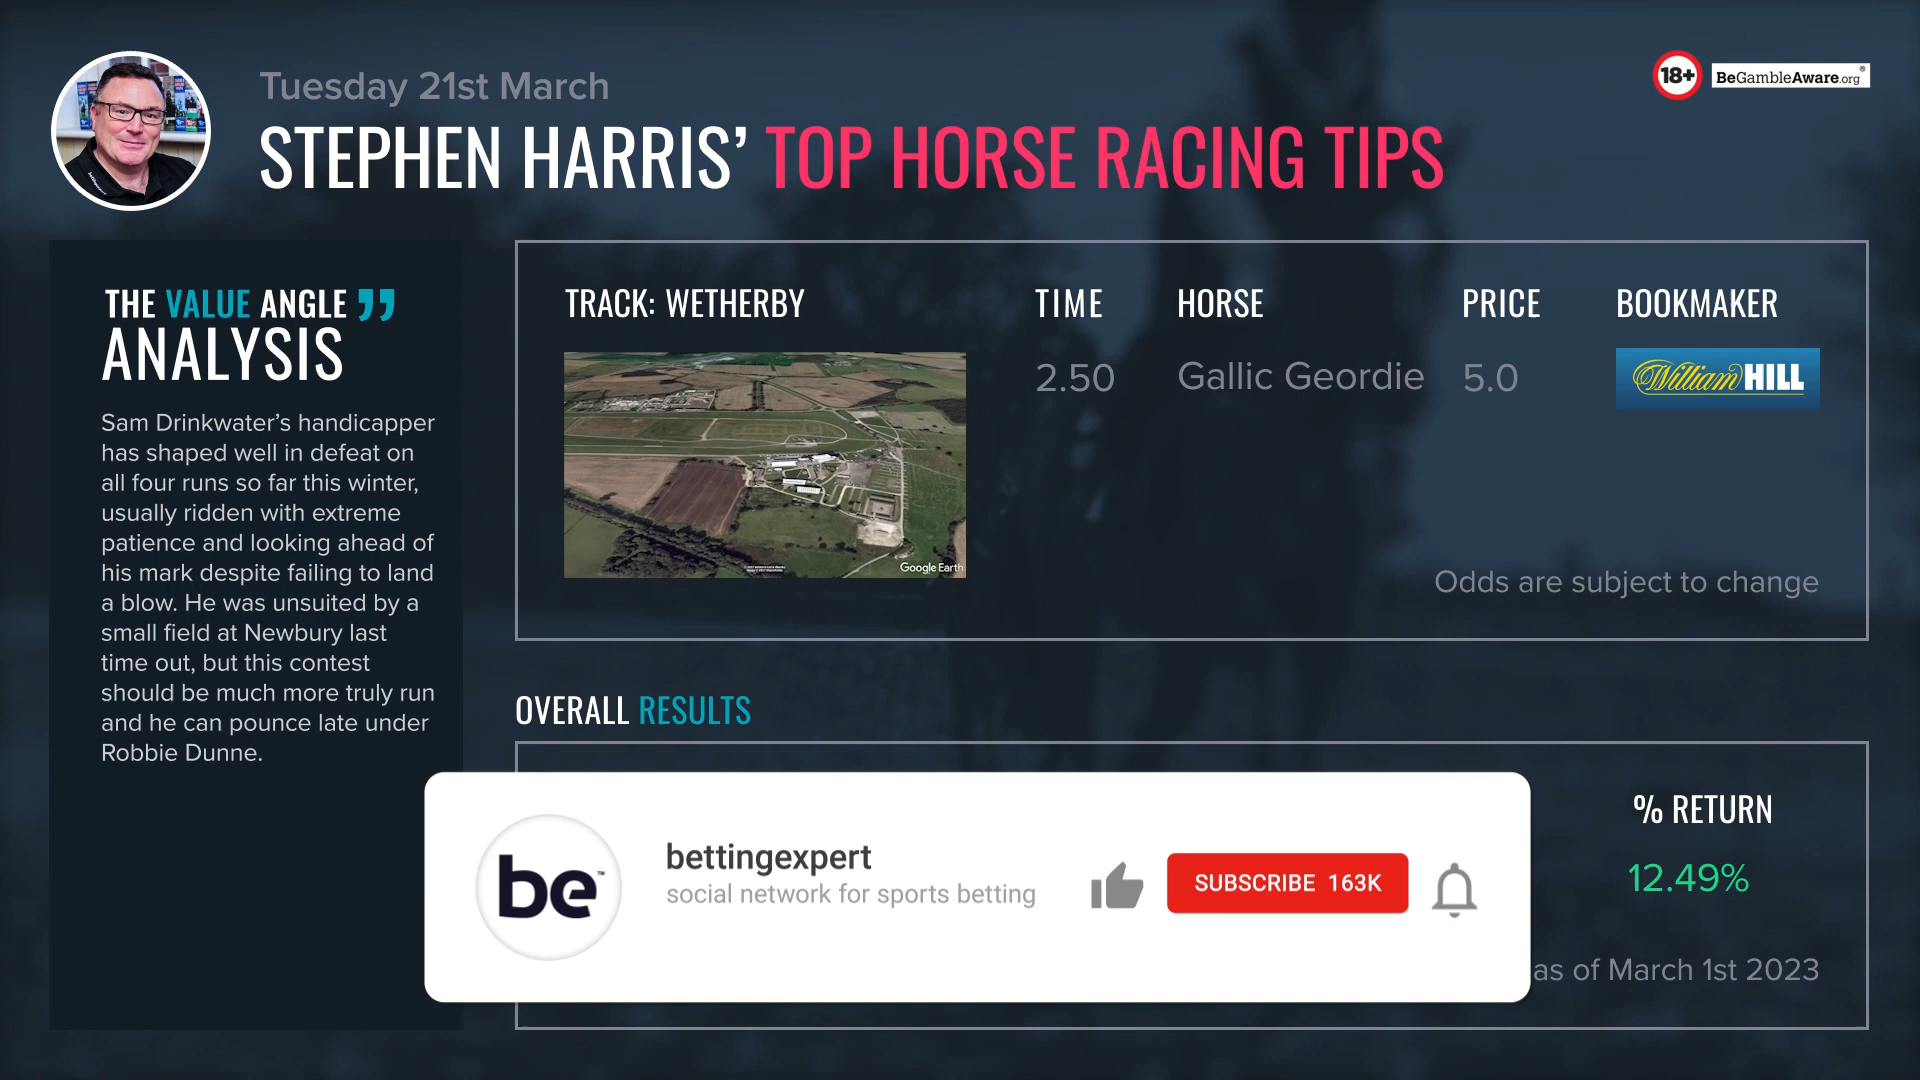 Tuesday 21st March
STEPHEN HARRIS’ TOP HORSE RACING TIPS
18+ BeGambleAware.org®
THE VALUE ANGLE ”
ANALYSIS
Sam Drinkwater’s handicapper
has shaped well in defeat on
all four runs so far this winter,
usually ridden with extreme
patience and looking ahead of
his mark despite failing to land
a blow. He was unsuited by a
small field at Newbury last
time out, but this contest
should be much more truly run
and he can pounce late under
Robbie Dunne.
TRACK: WETHERBY TIME HORSE PRICE BOOKMAKER
2.50 Gallic Geordie 5.0 William HILL
Google Earth
Odds are subject to change
OVERALL RESULTS
% RETURN
12.49%
as of March 1st 2023
be™
bettingexpert
social network for sports betting
SUBSCRIBE 163K